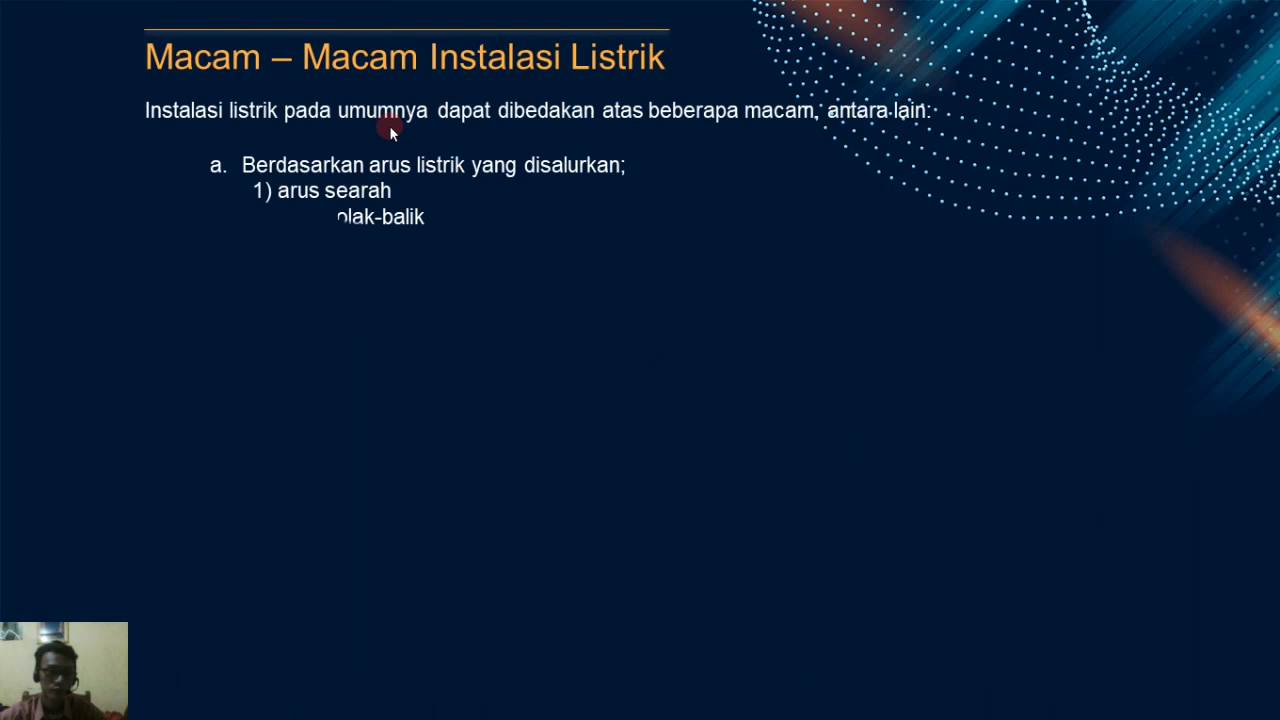 Macam – Macam Instalasi Listrik
Instalasi listrik pada umumnya dapat dibedakan atas beberapa macam, antara lain:
a. Berdasarkan arus listrik yang disalurkan;
1) arus searah
olak-balik